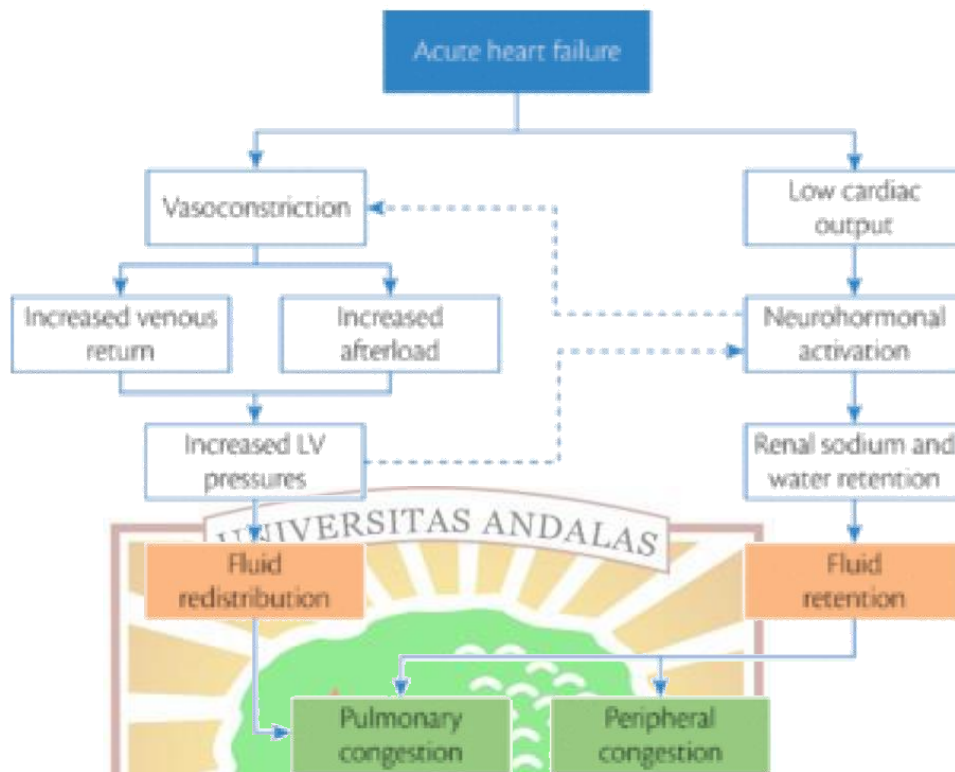 Acute heart failure
Vasoconstriction
Low cardiac
output
Increased venous
return
Increased
afterload
Neurohormonal
activation
Increased LV
pressures
Renal sodium and
water retention
UNIVERSITAS ANDALAS
Fluid
redistribution
Fluid
retention
Pulmonary
congestion
Peripheral
congestion